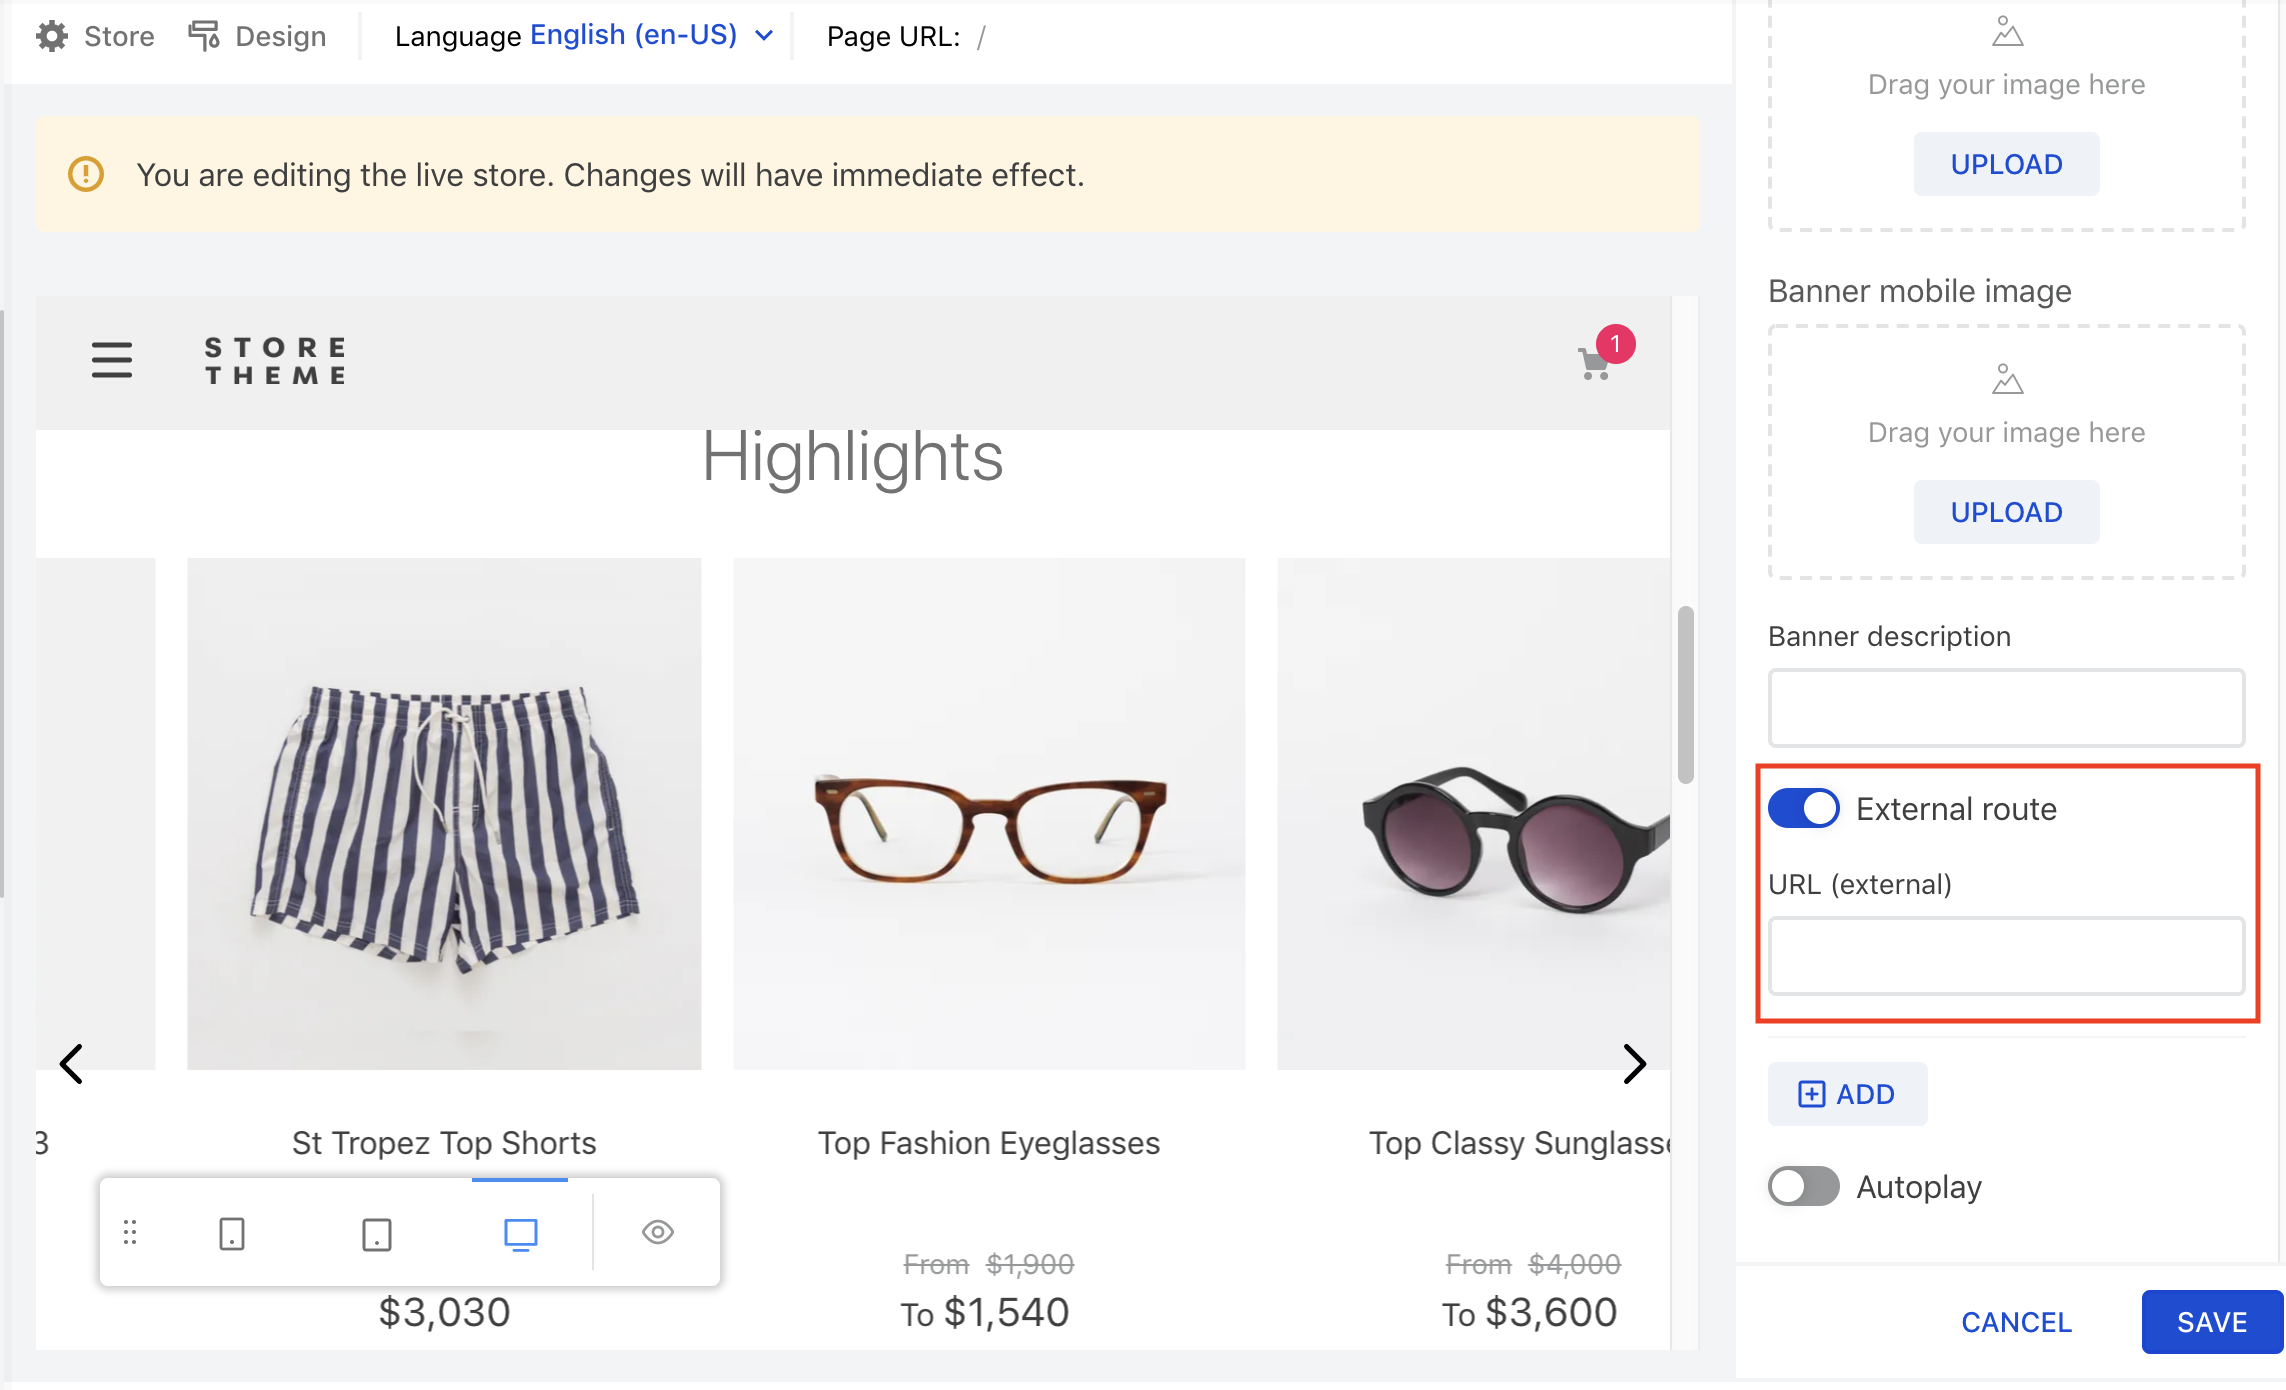 Store
Design
Language English (en-US)
Page URL: /
You are editing the live store. Changes will have immediate effect.
STORE
THEME
1
Highlights
3
St Tropez Top Shorts
Top Fashion Eyeglasses
Top Classy Sunglasse
From $1,900
From $4,000
$3,030
To $1,540
To $3,600
Drag your image here
UPLOAD
Banner mobile image
Drag your image here
UPLOAD
Banner description
External route
URL (external)
ADD
Autoplay
CANCEL
SAVE